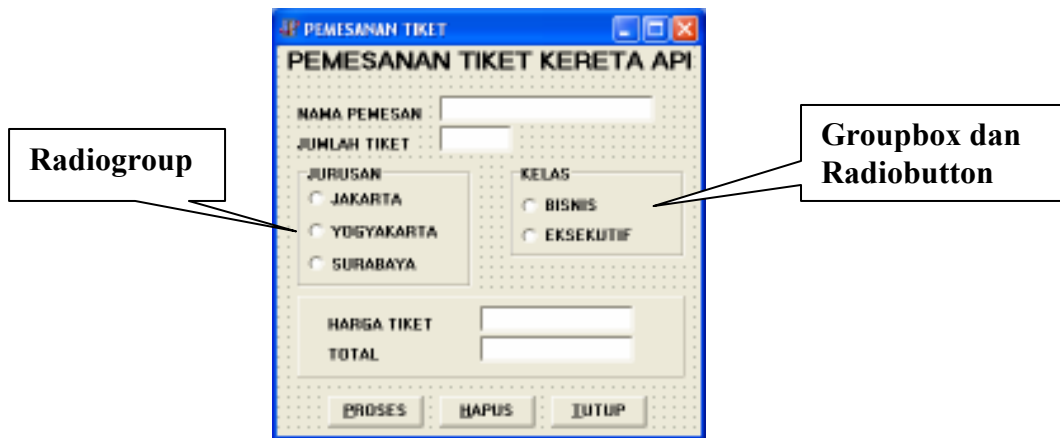 PEMESANAN TIKET
PEMESANAN TIKET KERETA API
NAMA PEMESAN
JUMLAH TIKET
Radiogroup
JURUSAN
JAKARTA
YOGYAKARTA
SURABAYA
KELAS
BISNIS
EKSEKUTIF
Groupbox dan
Radiobutton
HARGA TIKET
TOTAL
PROSES
HAPUS
TUTUP